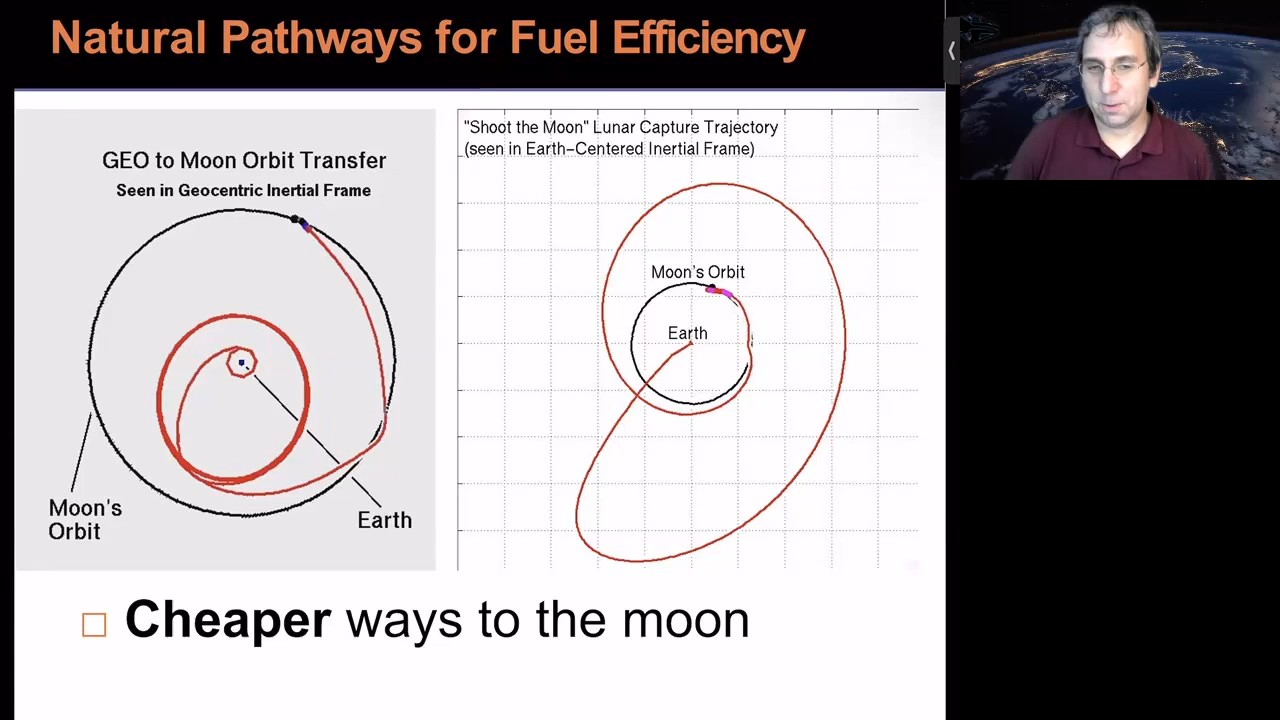 Natural Pathways for Fuel Efficiency
GEO to Moon Orbit Transfer
Seen in Geocentric Inertial Frame
Moon's
Orbit
Earth
"Shoot the Moon" Lunar Capture Trajectory
(seen in Earth-Centered Inertial Frame)
Moon's Orbit
Earth
Cheaper ways to the moon